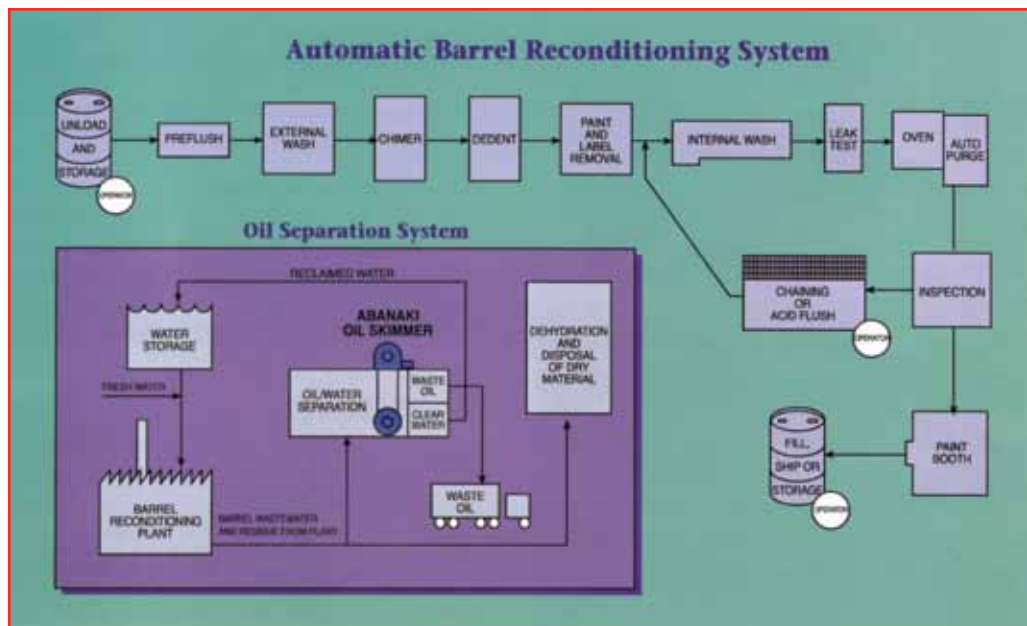 Automatic Barrel Reconditioning System
UNLOAD
AND
STORAGE
OPERATOR
PREFLUSH
EXTERNAL
WASH
CHIMER
DEDENT
PAINT
AND
LABEL
REMOVAL
INTERNAL WASH
LEAK
TEST
OVEN
AUTO
PURGE
INSPECTION
CHAINING
OR
ACID FLUSH
OPERATOR
PAINT
BOOTH
FILL,
SHIP OR
STORAGE
OPERATOR
Oil Separation System
RECLAIMED WATER
WATER
STORAGE
FRESH WATER
ABANAKI
OIL SKIMMER
OIL/WATER
SEPARATION
WASTE
OIL
CLEAR
WATER
DEHYDRATION
AND
DISPOSAL
OF DRY
MATERIAL
BARREL
RECONDITIONING
PLANT
BARREL WASTEWATER
AND RESIDUE FROM PLANT
WASTE
OIL